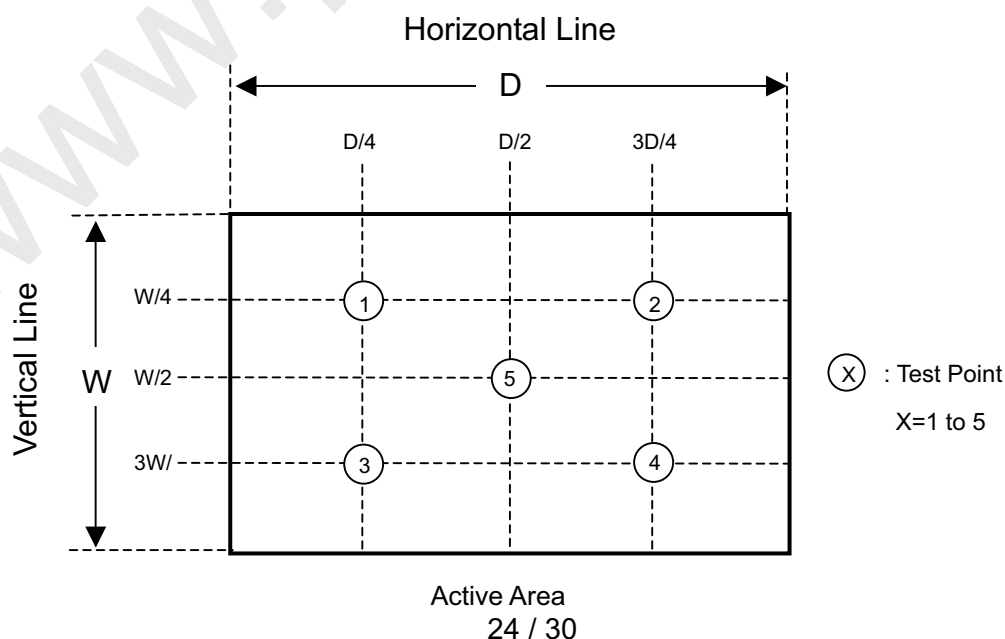 Horizontal Line
D
D/4 D/2 3D/4
Vertical Line
W
W/4
W/2
3W/
1 2
5
3 4
X : Test Point
X=1 to 5
Active Area
24 / 30